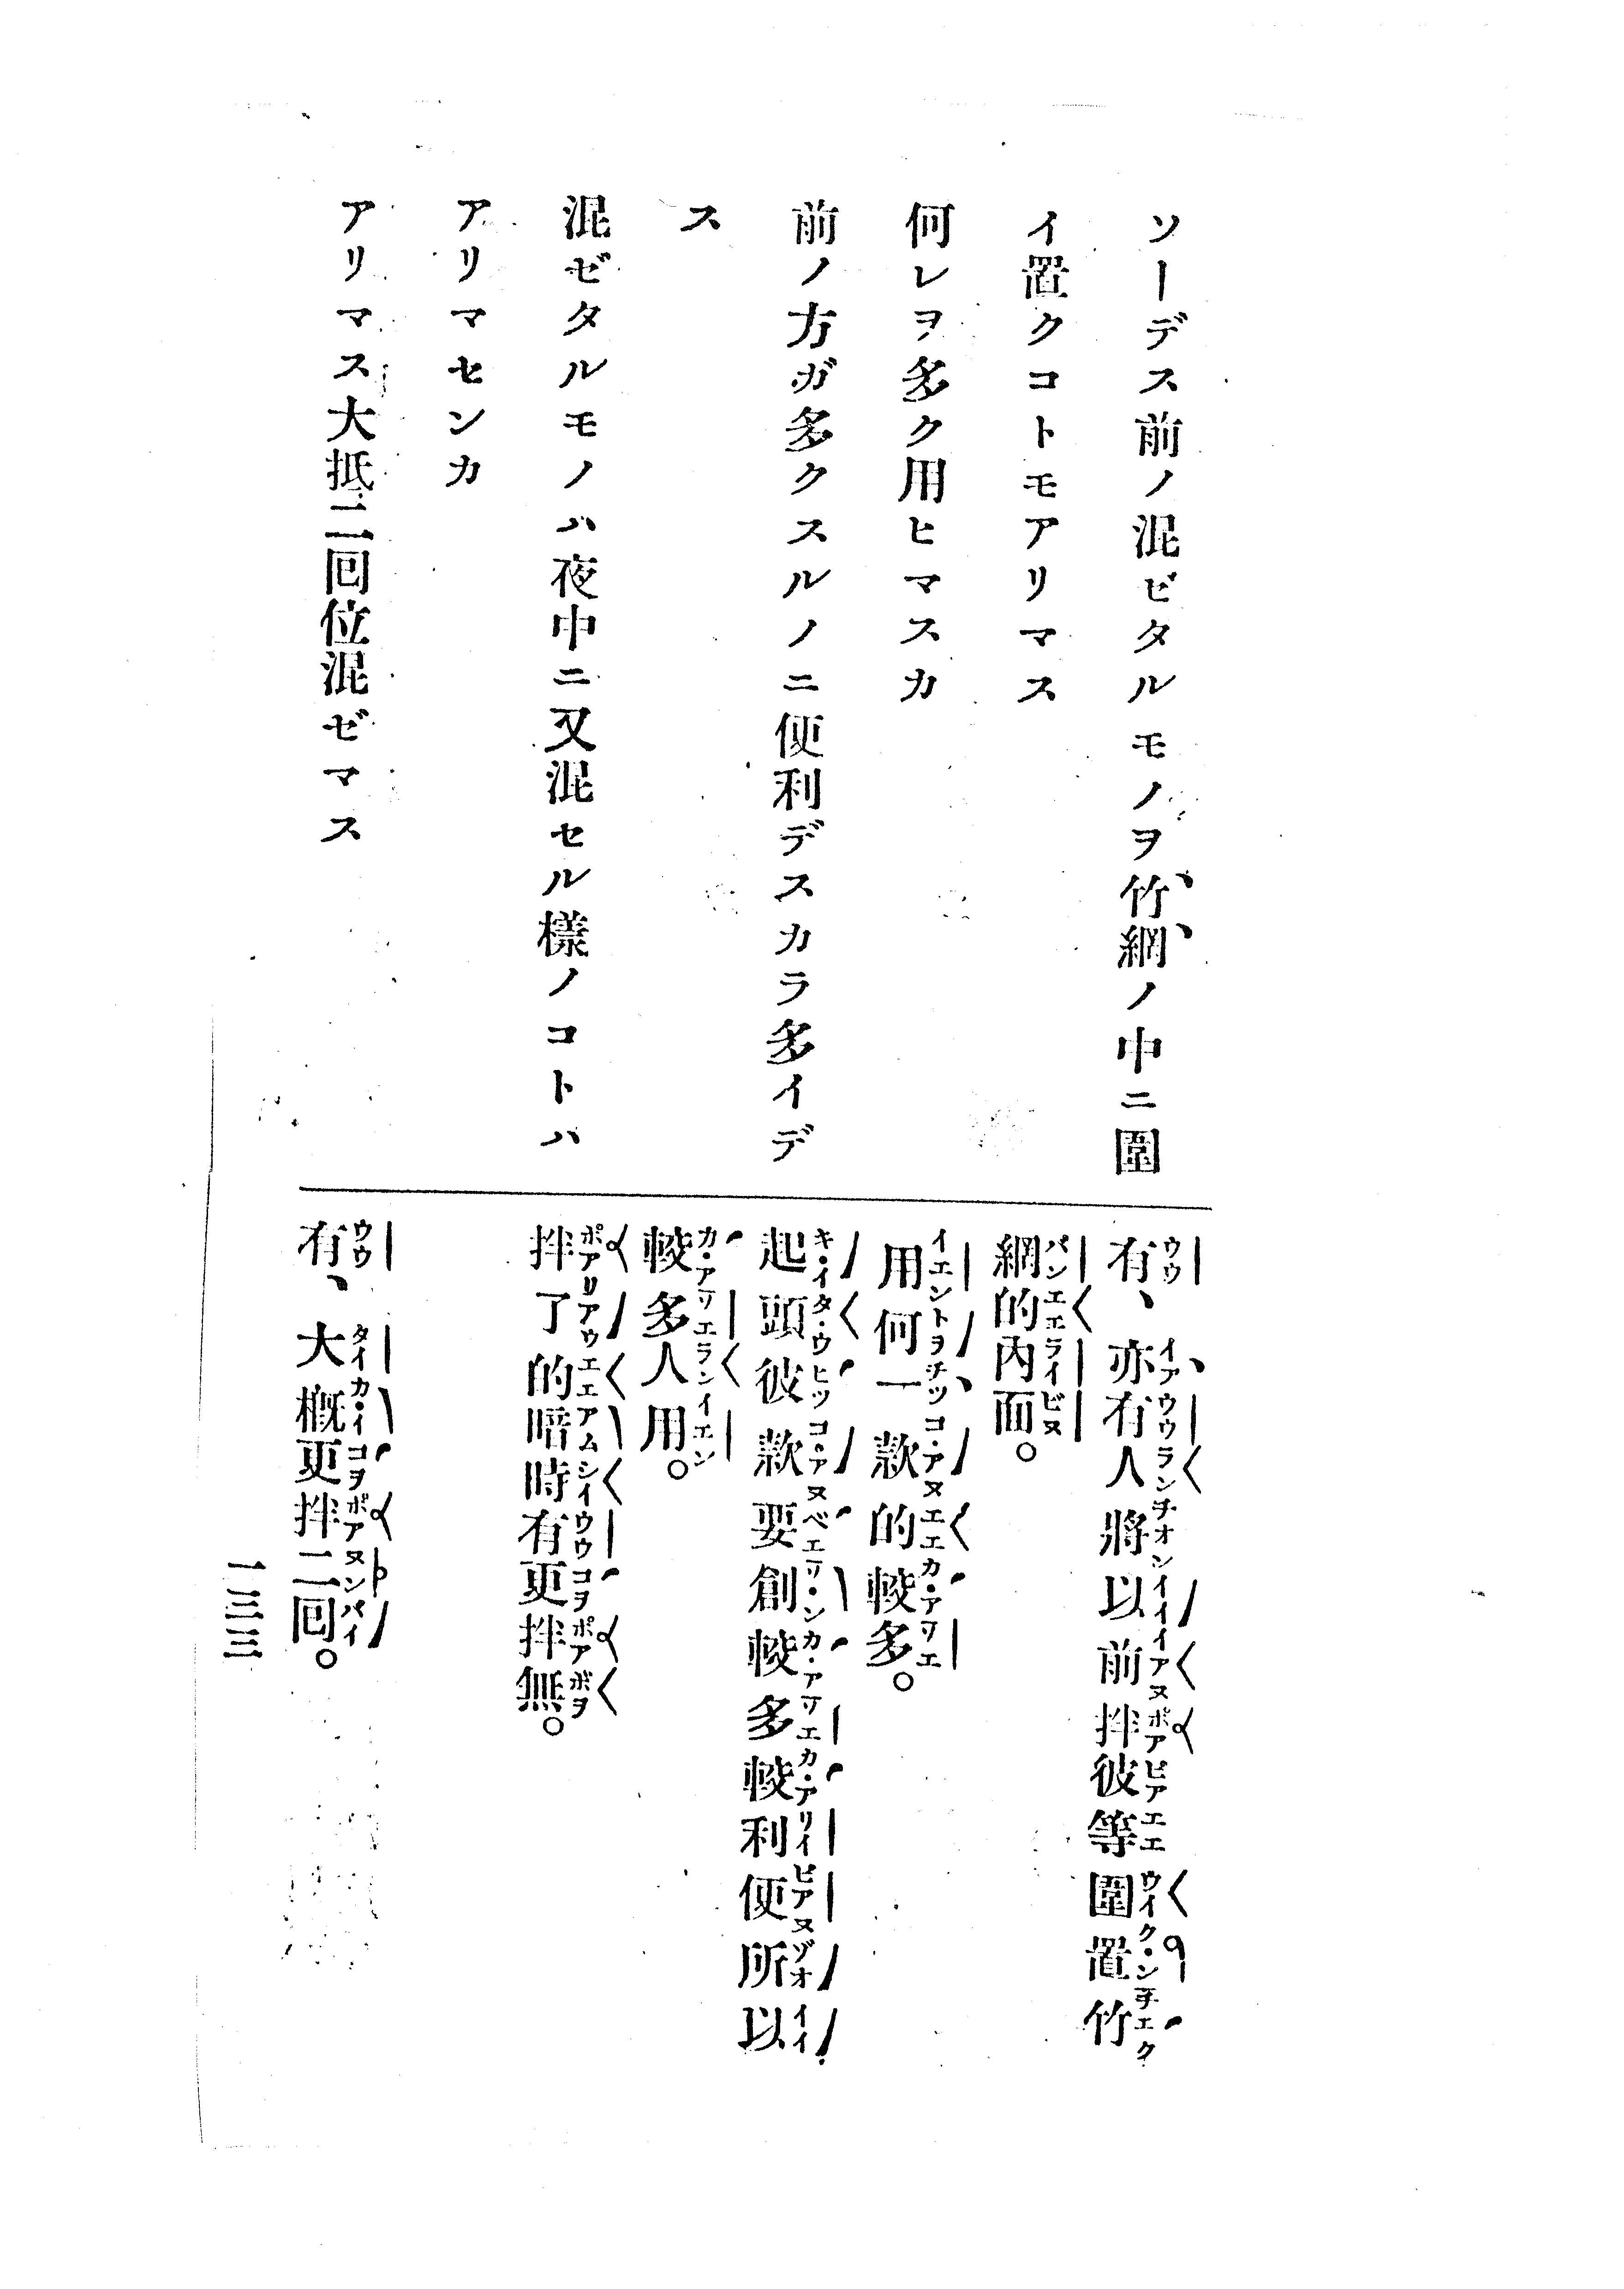 ソーデス前ノ混ゼタルモノヲ竹網ノ中ニ圍
イ置クコトモアリマス
何レヲ多ク用ヒマスカ
前ノ方ガ多クスルノニ便利デスカラ多イデ
ス
混ゼタルモノハ夜中ニ又混セル樣ノコトハ
アリマセンカ
アリマス大抵二回位混ゼマス
有、亦有人將以前拌彼等圍置竹
網的內面。
用何一款的較多。
起頭彼款要創較多較利便所以
較多人用。
拌了的暗時有更拌無。
有、大概更拌二回。
一三三